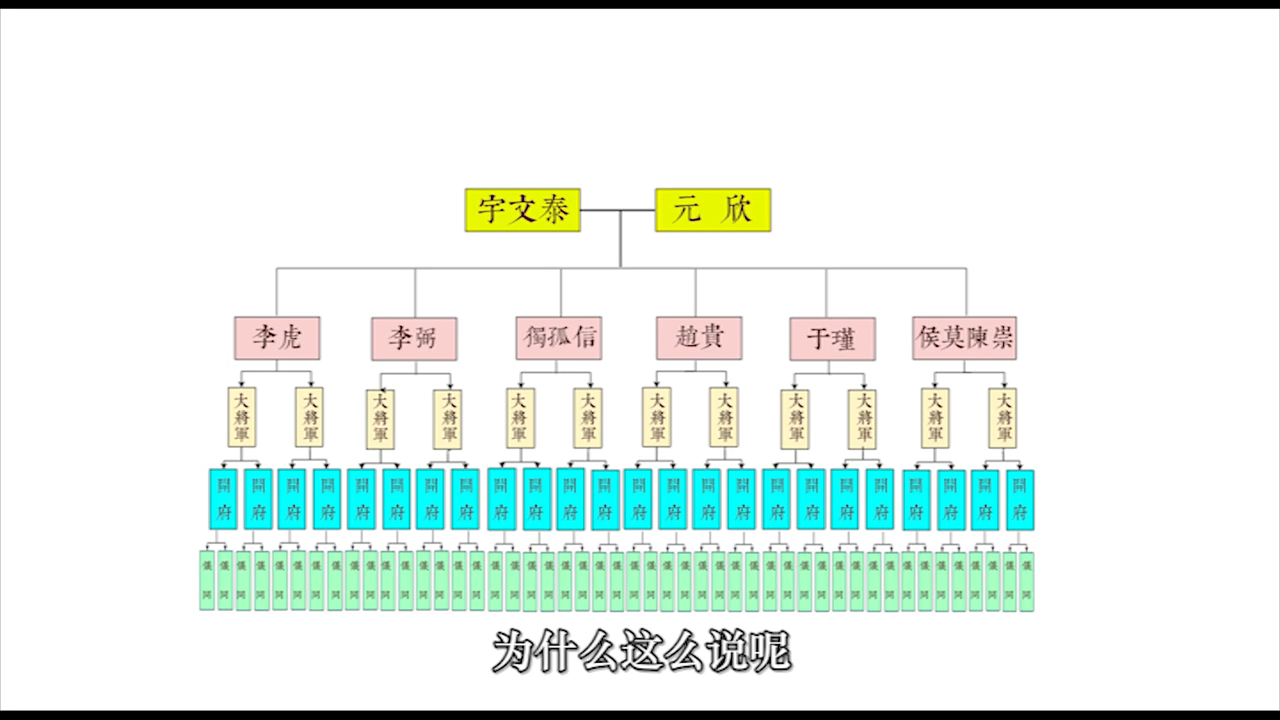 宇文泰 元欣
李虎 李弼 獨孤信 趙貴 于瑾 侯莫陳崇
大將軍 大將軍 大將軍 大將軍 大將軍 大將軍 大將軍 大將軍 大將軍 大將軍 大將軍 大將軍
開府 開府 開府 開府 開府 開府 開府 開府 開府 開府 開府 開府 開府 開府 開府 開府 開府 開府 開府 開府 開府 開府 開府 開府
为什么这么说呢